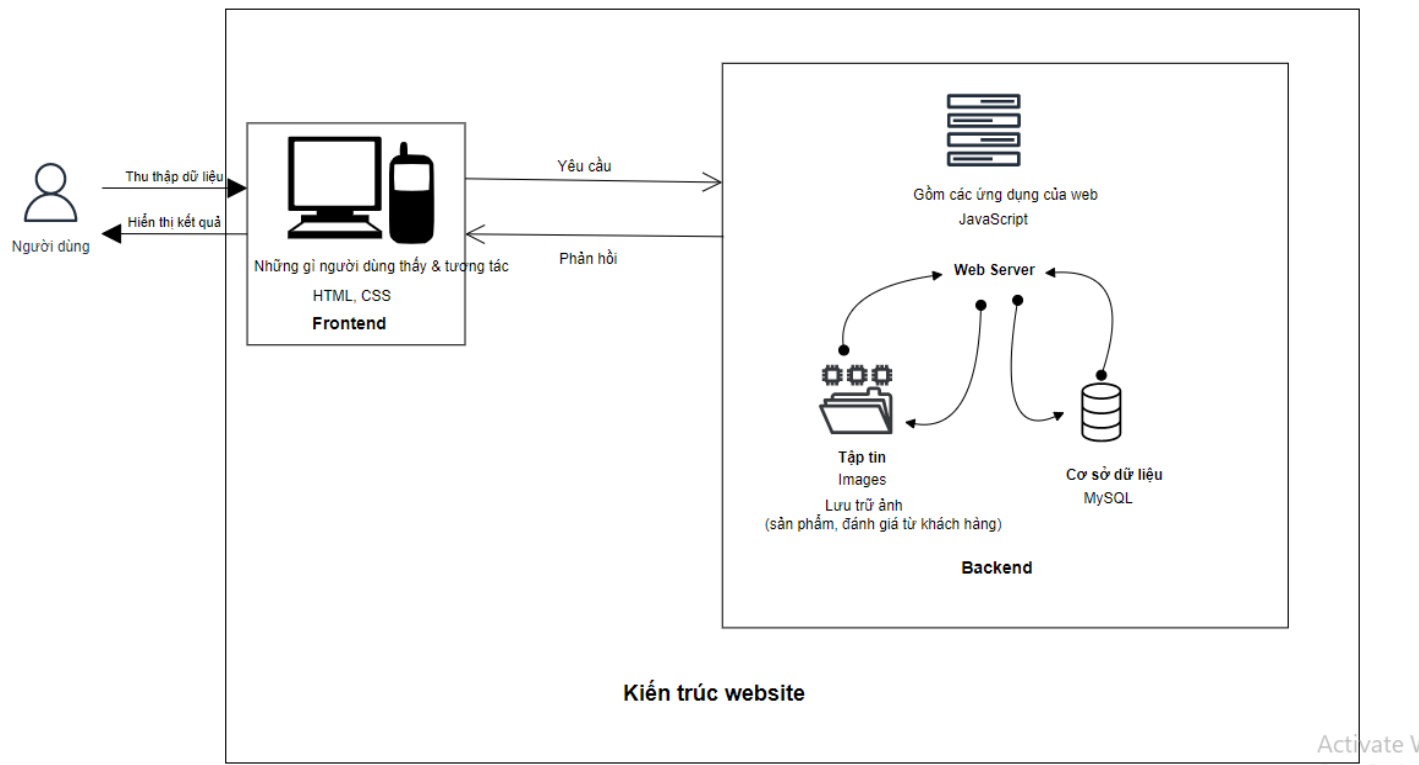 Người dùng
Thu thập dữ liệu
Hiển thị kết quả
Những gì người dùng thấy & tương tác
HTML, CSS
Frontend
Yêu cầu
Phản hồi
Gồm các ứng dụng của web
JavaScript
Web Server
Tập tin
Images
Lưu trữ ảnh
(sản phẩm, đánh giá từ khách hàng)
Cơ sở dữ liệu
MySQL
Backend
Kiến trúc website
Activate